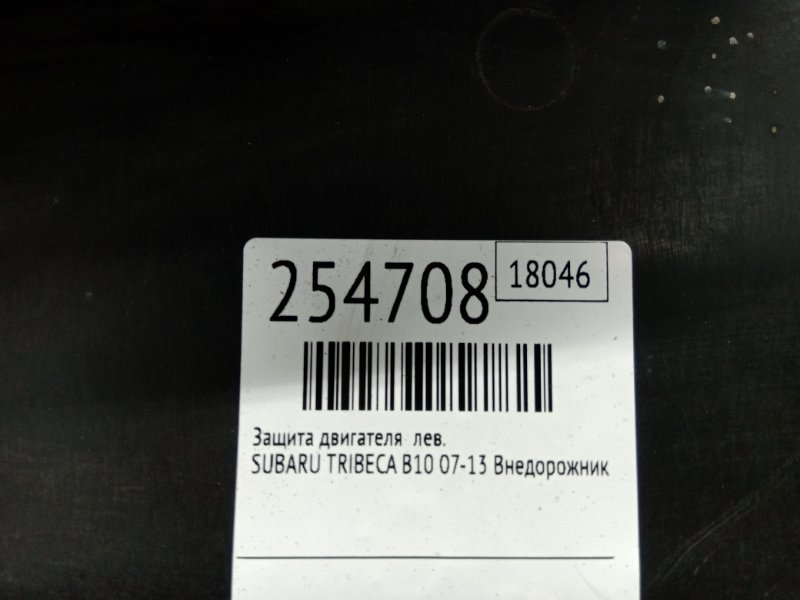 254708
18046
Защита двигателя лев.
SUBARU TRIBECA B10 07-13 Внедорожник